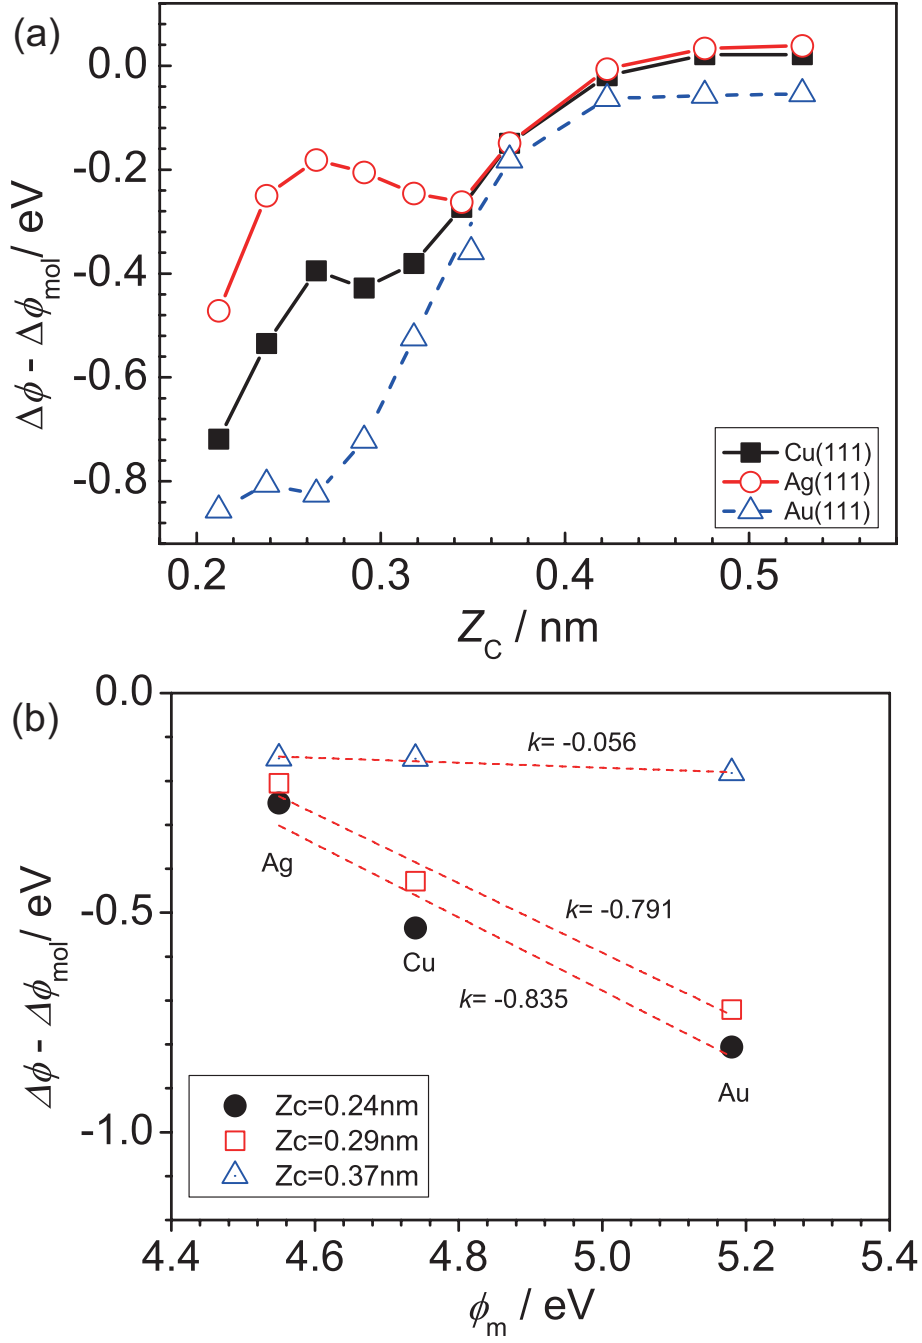 (a)
0.0
-0.2
-0.4
-0.6
-0.8
Δϕ - Δϕmol/ eV
Cu(111)
Ag(111)
Au(111)
0.2 0.3 0.4 0.5
ZC / nm
(b)
0.0
-0.5
-1.0
Δϕ - Δϕmol/ eV
k= -0.056
Ag
k= -0.791
Cu
k= -0.835
Au
Zc=0.24nm
Zc=0.29nm
Zc=0.37nm
4.4 4.6 4.8 5.0 5.2 5.4
ϕm / eV